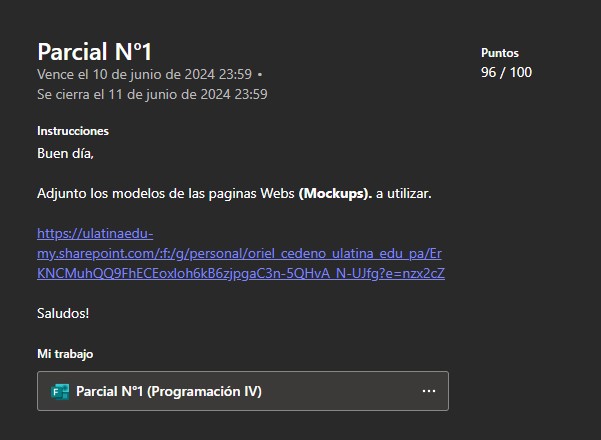 Parcial N°1
Vence el 10 de junio de 2024 23:59 •
Se cierra el 11 de junio de 2024 23:59
Puntos
96 / 100
Instrucciones
Buen día,
Adjunto los modelos de las paginas Webs (Mockups). a utilizar.
https://ulatinaedu-
my.sharepoint.com/:f:/g/personal/oriel_cedeno_ulatina_edu_pa/Er
KNCMuhQQ9FhECEoxloh6kB6zjpgaC3n-5QHvA_N-UJfg?e=nzx2cZ
Saludos!
Mi trabajo
Parcial N°1 (Programación IV)